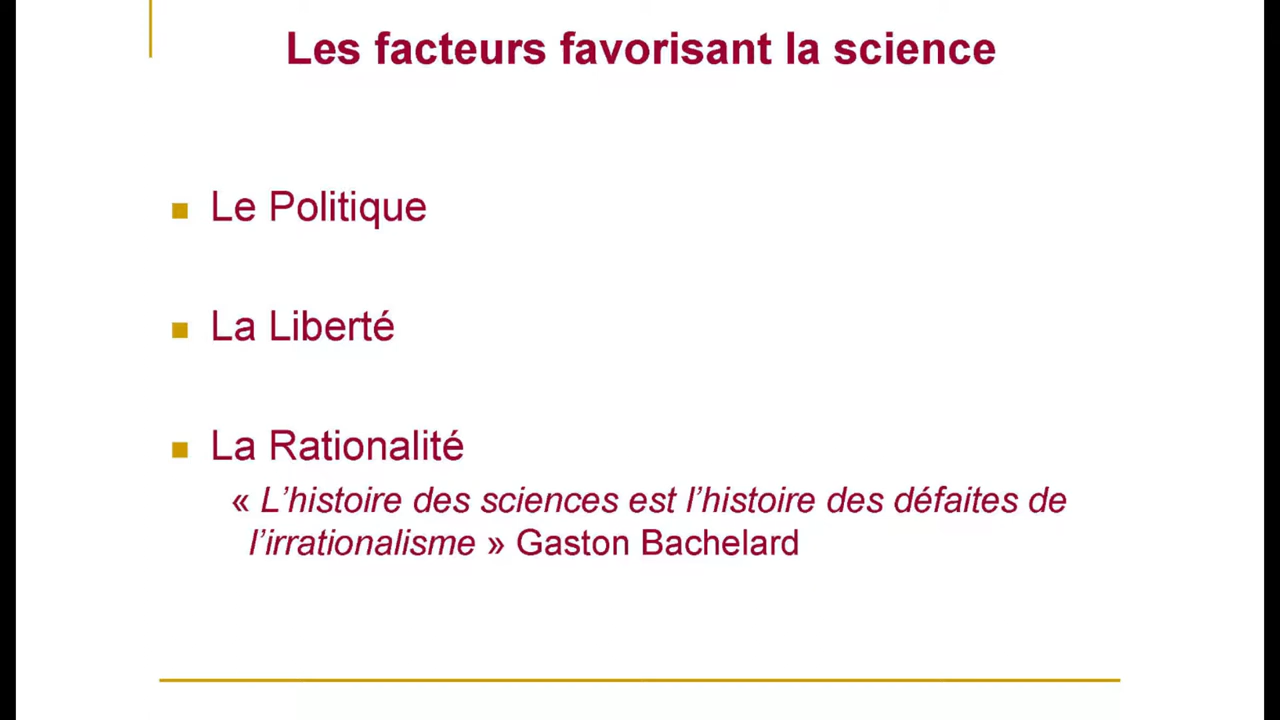 Les facteurs favorisant la science
Le Politique
La Liberté
La Rationalité
« L’histoire des sciences est l’histoire des défaites de
l’irrationalisme » Gaston Bachelard